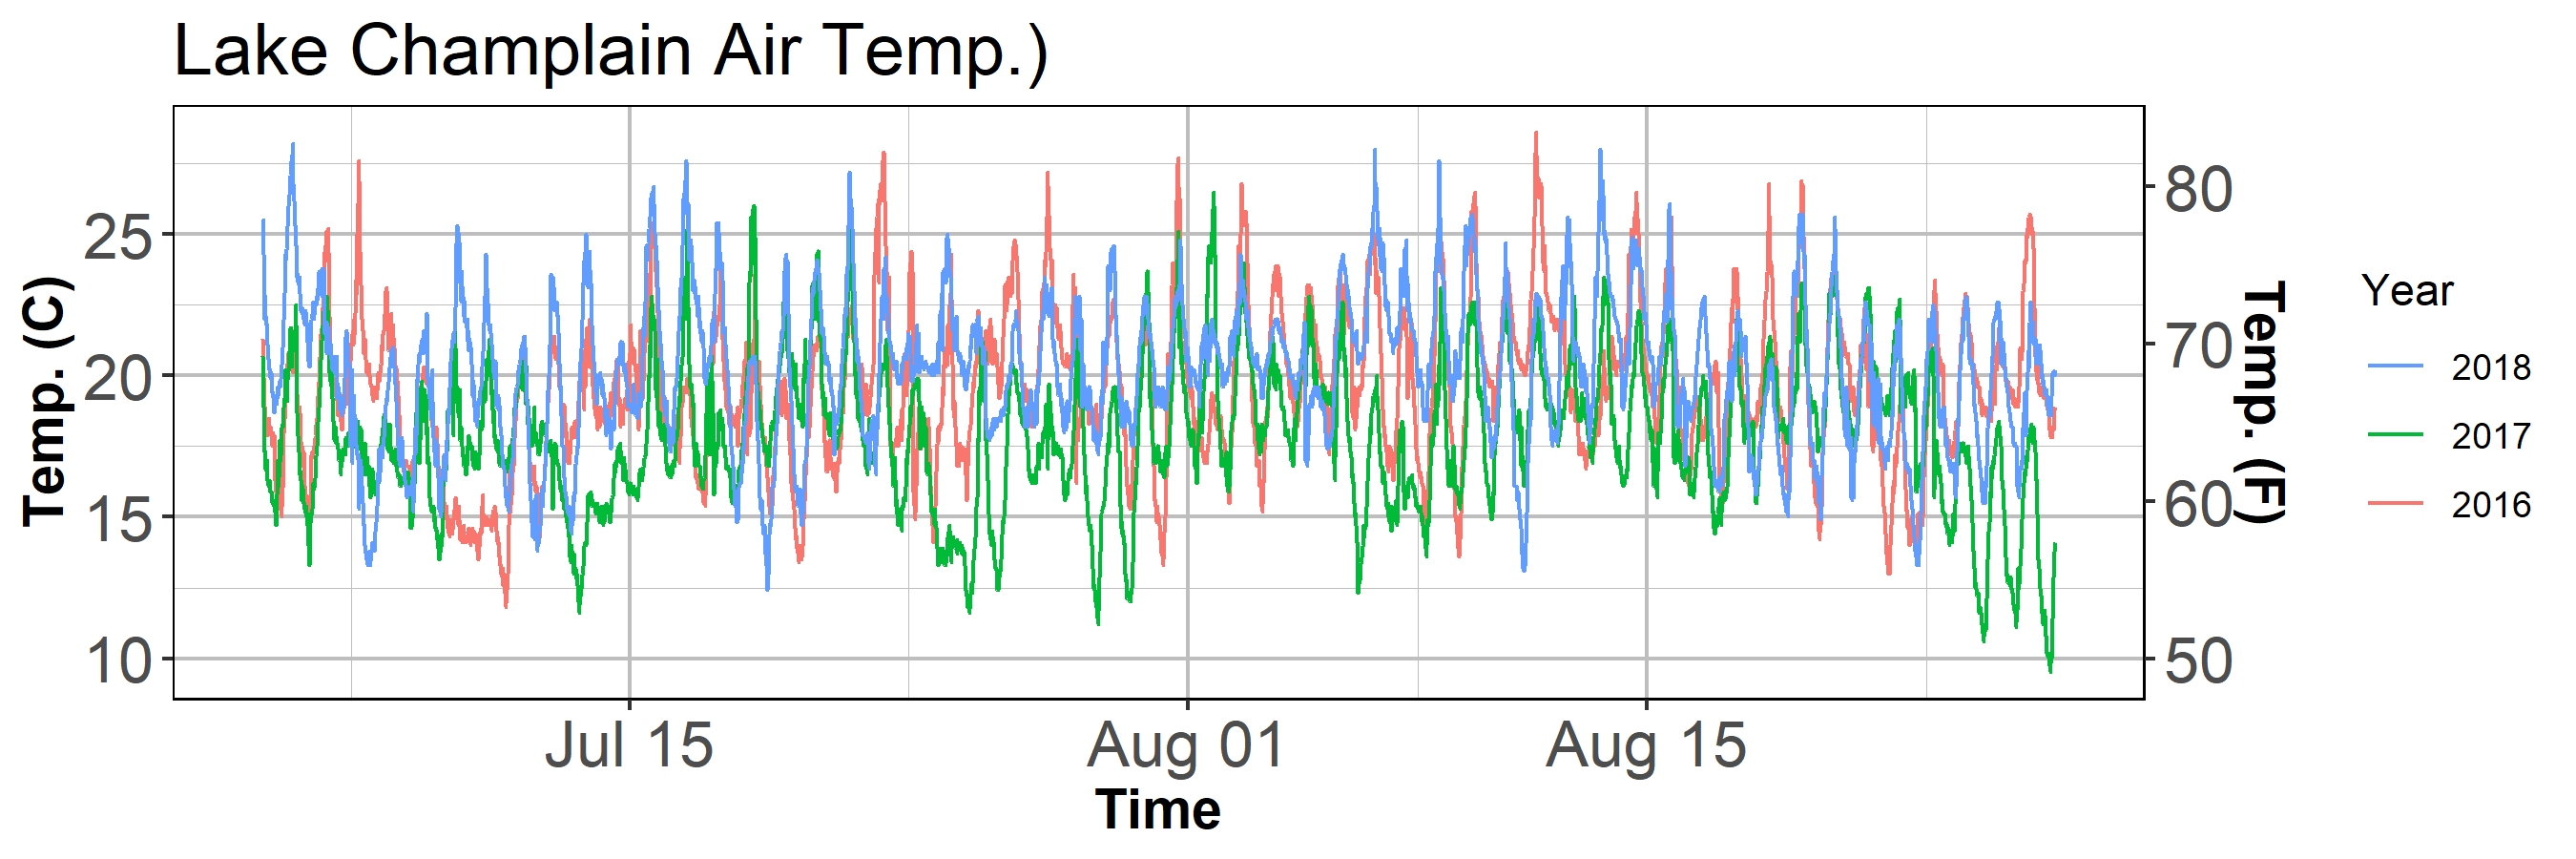 Lake Champlain Air Temp.)
Temp. (C)
25
20
15
10
80
70
60
50
Temp. (F)
Jul 15
Aug 01
Aug 15
Time
Year
2018
2017
2016